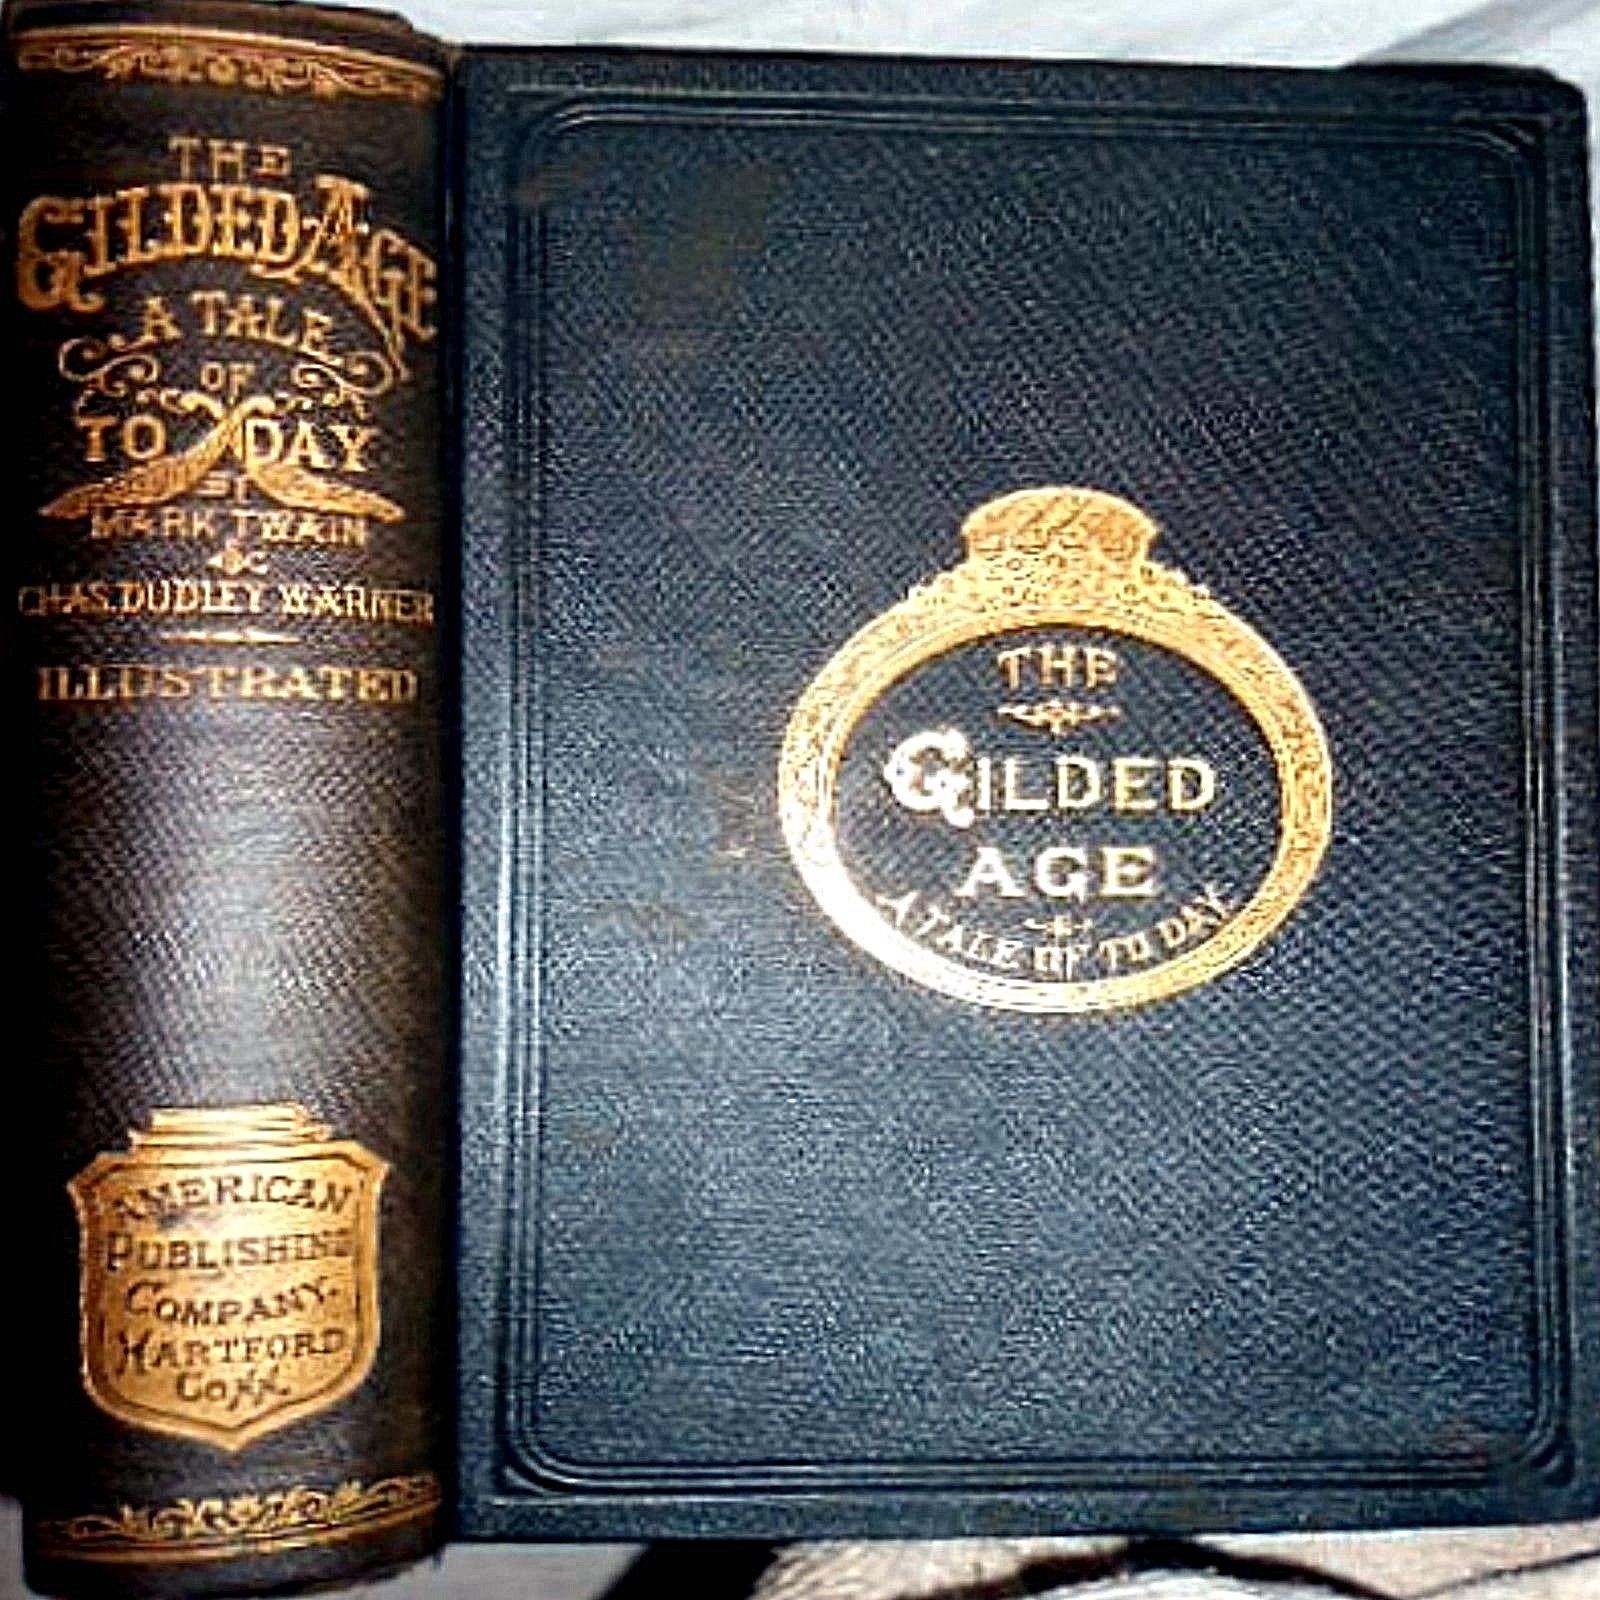 THE
GILDED AGE
A TALE
OF
TO DAY
BY
MARK TWAIN
&
CHAS. DUDLEY WARNER
ILLUSTRATED
AMERICAN
PUBLISHING
COMPANY.
HARTFORD
CONN.
THE
GILDED
AGE
A TALE OF TO DAY